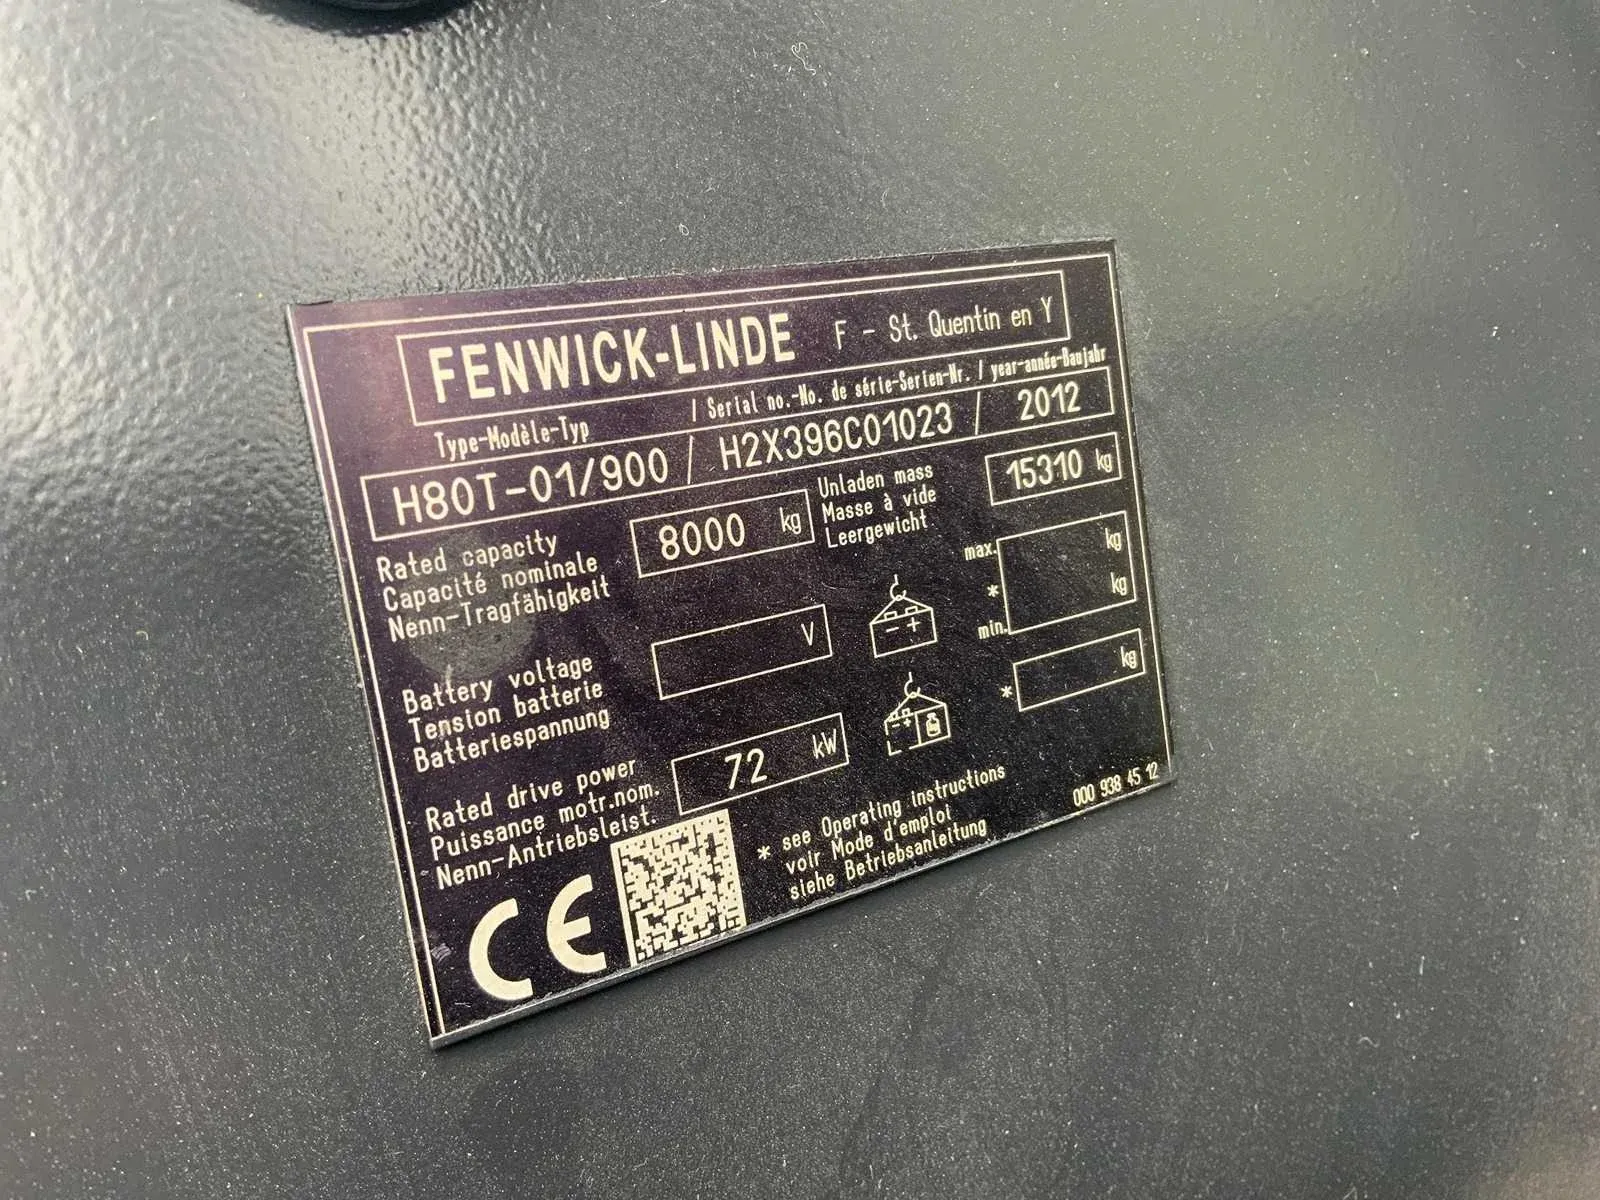 FENWICK-LINDE F - St. Quentin en Y
Type-Modèle-Typ / Serial no.-No. de série-Serien-Nr. / year-année-Baujahr
H80T-01/900 / H2X396C01023 / 2012
Rated capacity
Capacité nominale
Nenn-Tragfähigkeit
8000 kg
Unladen mass
Masse à vide
Leergewicht
15310 kg
Battery voltage
Tension batterie
Batteriespannung
V
- +
max. kg
* kg
min.
- +
* kg
Rated drive power
Puissance motr.nom.
Nenn-Antriebsleist.
72 kW
CE
* see Operating instructions
voir Mode d'emploi
siehe Betriebsanleitung
000 938 45 12